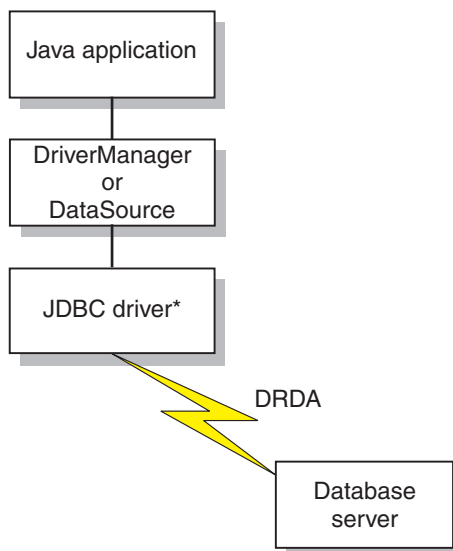 Java application
DriverManager
or
DataSource
JDBC driver*
DRDA
Database
server